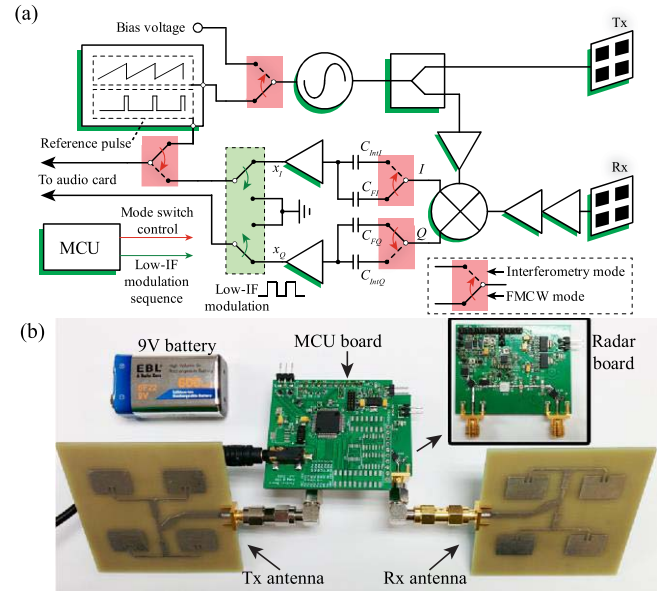 (a)
Bias voltage
Tx
Reference pulse
To audio card
x_I
C_IntI
I
C_FI
Rx
MCU
Mode switch
control
Low-IF
modulation
sequence
x_Q
C_FQ
Q
C_IntQ
Low-IF
modulation
Interferometry mode
FMCW mode
(b)
9V battery
MCU board
Radar
board
EBL
600
9V
Tx antenna
Rx antenna